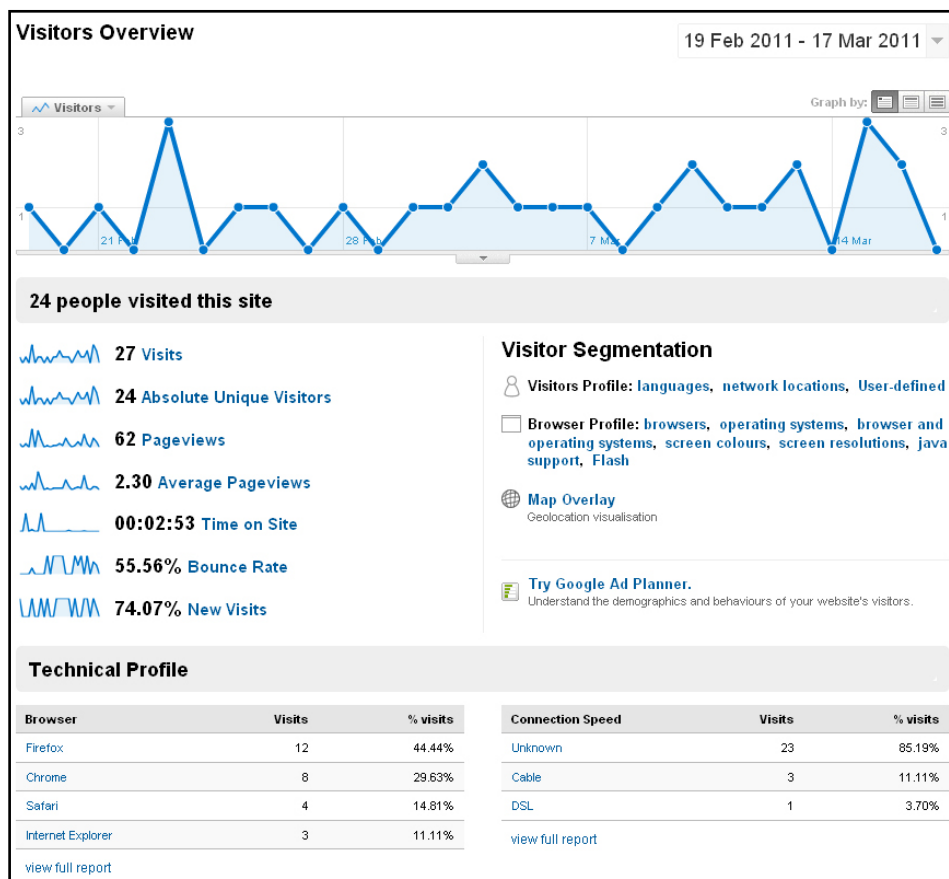 Visitors Overview
19 Feb 2011 - 17 Mar 2011
Visitors
Graph by:
3
3
1
1
21 Feb
28 Feb
7 Mar
14 Mar
24 people visited this site
27 Visits
24 Absolute Unique Visitors
62 Pageviews
2.30 Average Pageviews
00:02:53 Time on Site
55.56% Bounce Rate
74.07% New Visits
Visitor Segmentation
Visitors Profile: languages, network locations, User-defined
Browser Profile: browsers, operating systems, browser and
operating systems, screen colours, screen resolutions, java
support, Flash
Map Overlay
Geolocation visualisation
Try Google Ad Planner.
Understand the demographics and behaviours of your website's visitors.
Technical Profile
Browser Visits % visits
Firefox 12 44.44%
Chrome 8 29.63%
Safari 4 14.81%
Internet Explorer 3 11.11%
view full report
Connection Speed Visits % visits
Unknown 23 85.19%
Cable 3 11.11%
DSL 1 3.70%
view full report